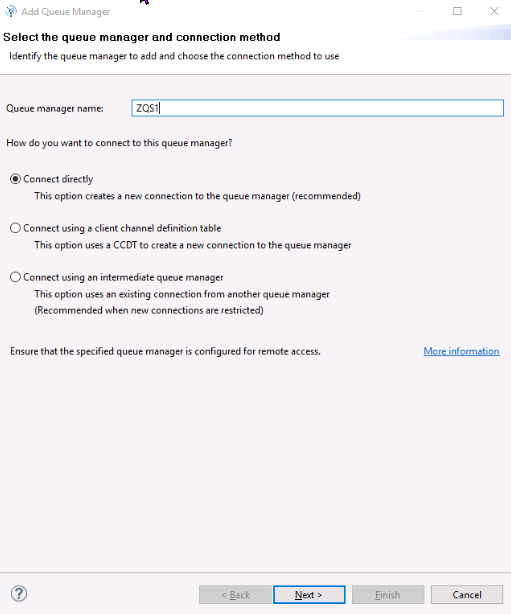 Add Queue Manager
Select the queue manager and connection method
Identify the queue manager to add and choose the connection method to use
Queue manager name: ZQS1
How do you want to connect to this queue manager?
Connect directly
This option creates a new connection to the queue manager (recommended)
Connect using a client channel definition table
This option uses a CCDT to create a new connection to the queue manager
Connect using an intermediate queue manager
This option uses an existing connection from another queue manager
(Recommended when new connections are restricted)
Ensure that the specified queue manager is configured for remote access. More information
? < Back Next > Finish Cancel